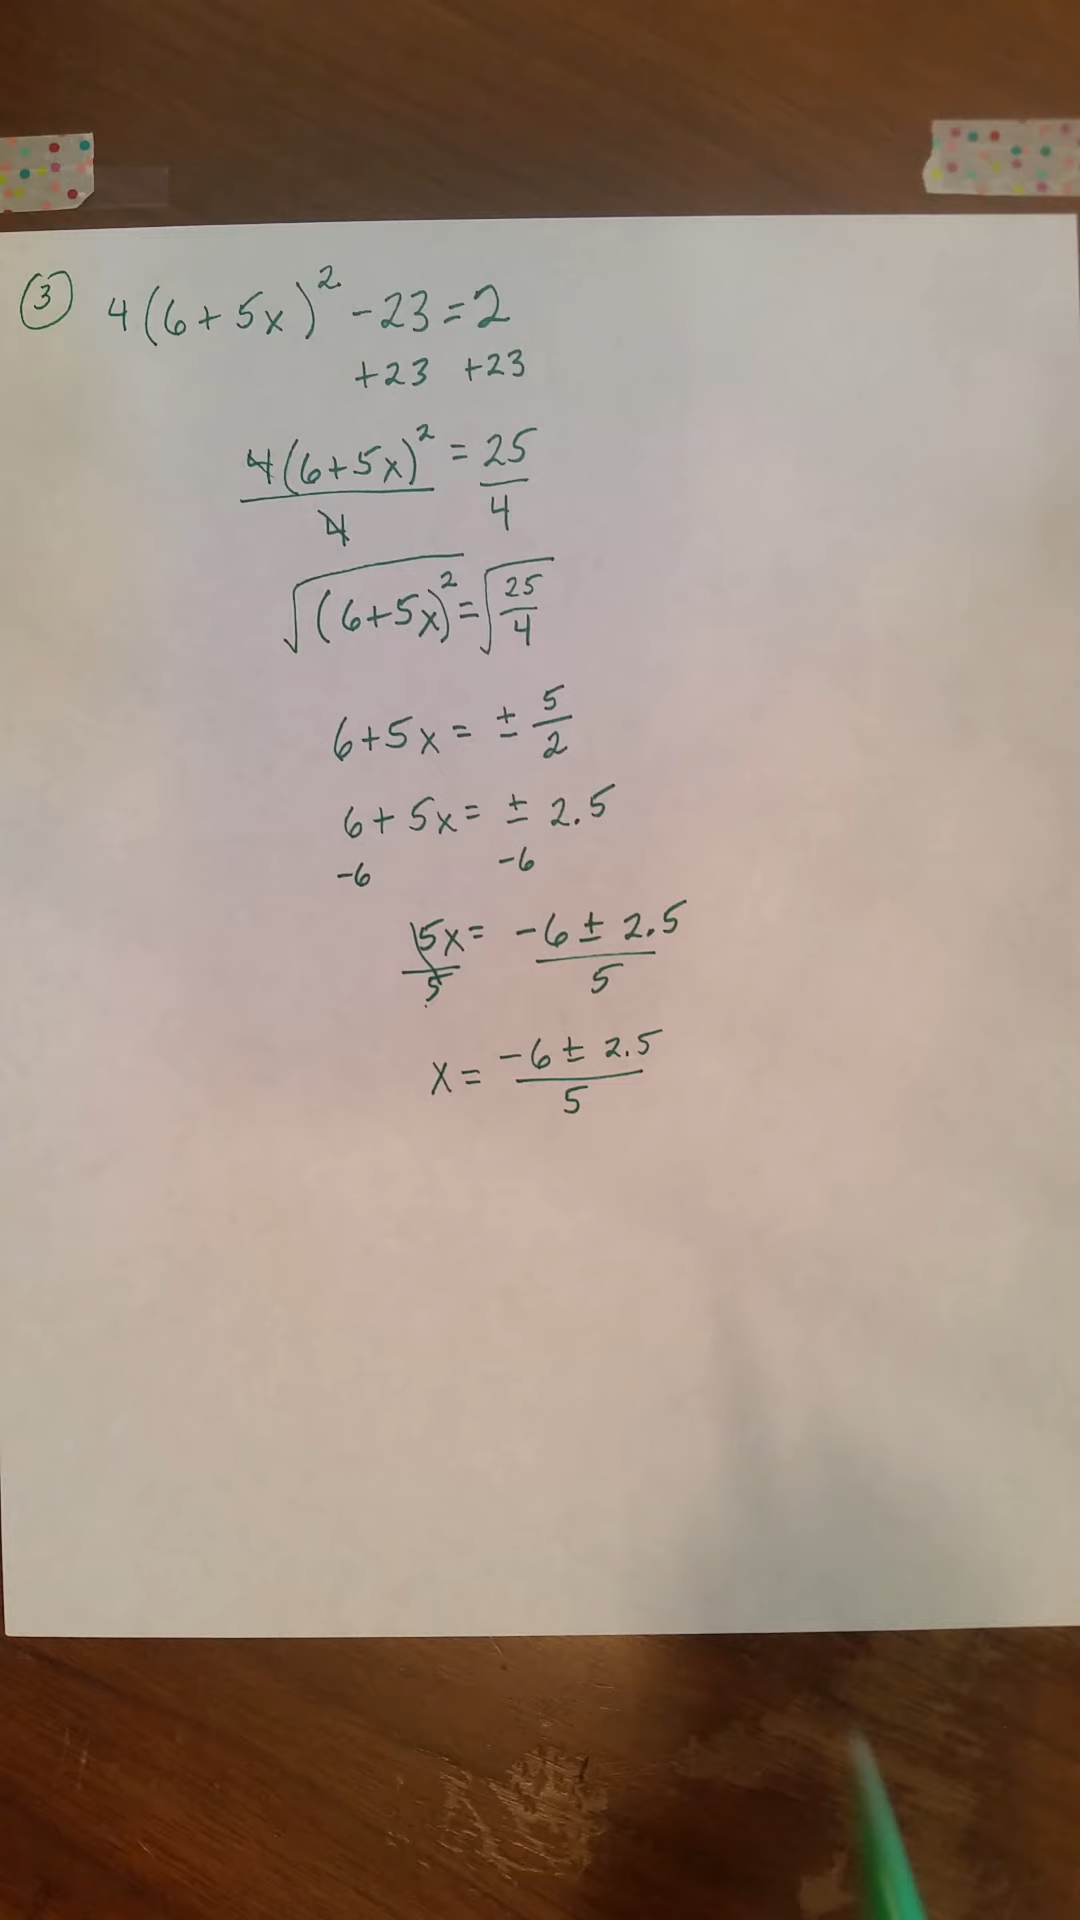 ③ 4(6+5x)² -23=2
+23 +23
4(6+5x)² = 25
4 4
√(6+5x)² = √25/4
6+5x = ± 5/2
6+5x = ± 2.5
-6 -6
5x = -6 ± 2.5
5 5
x = -6 ± 2.5
5